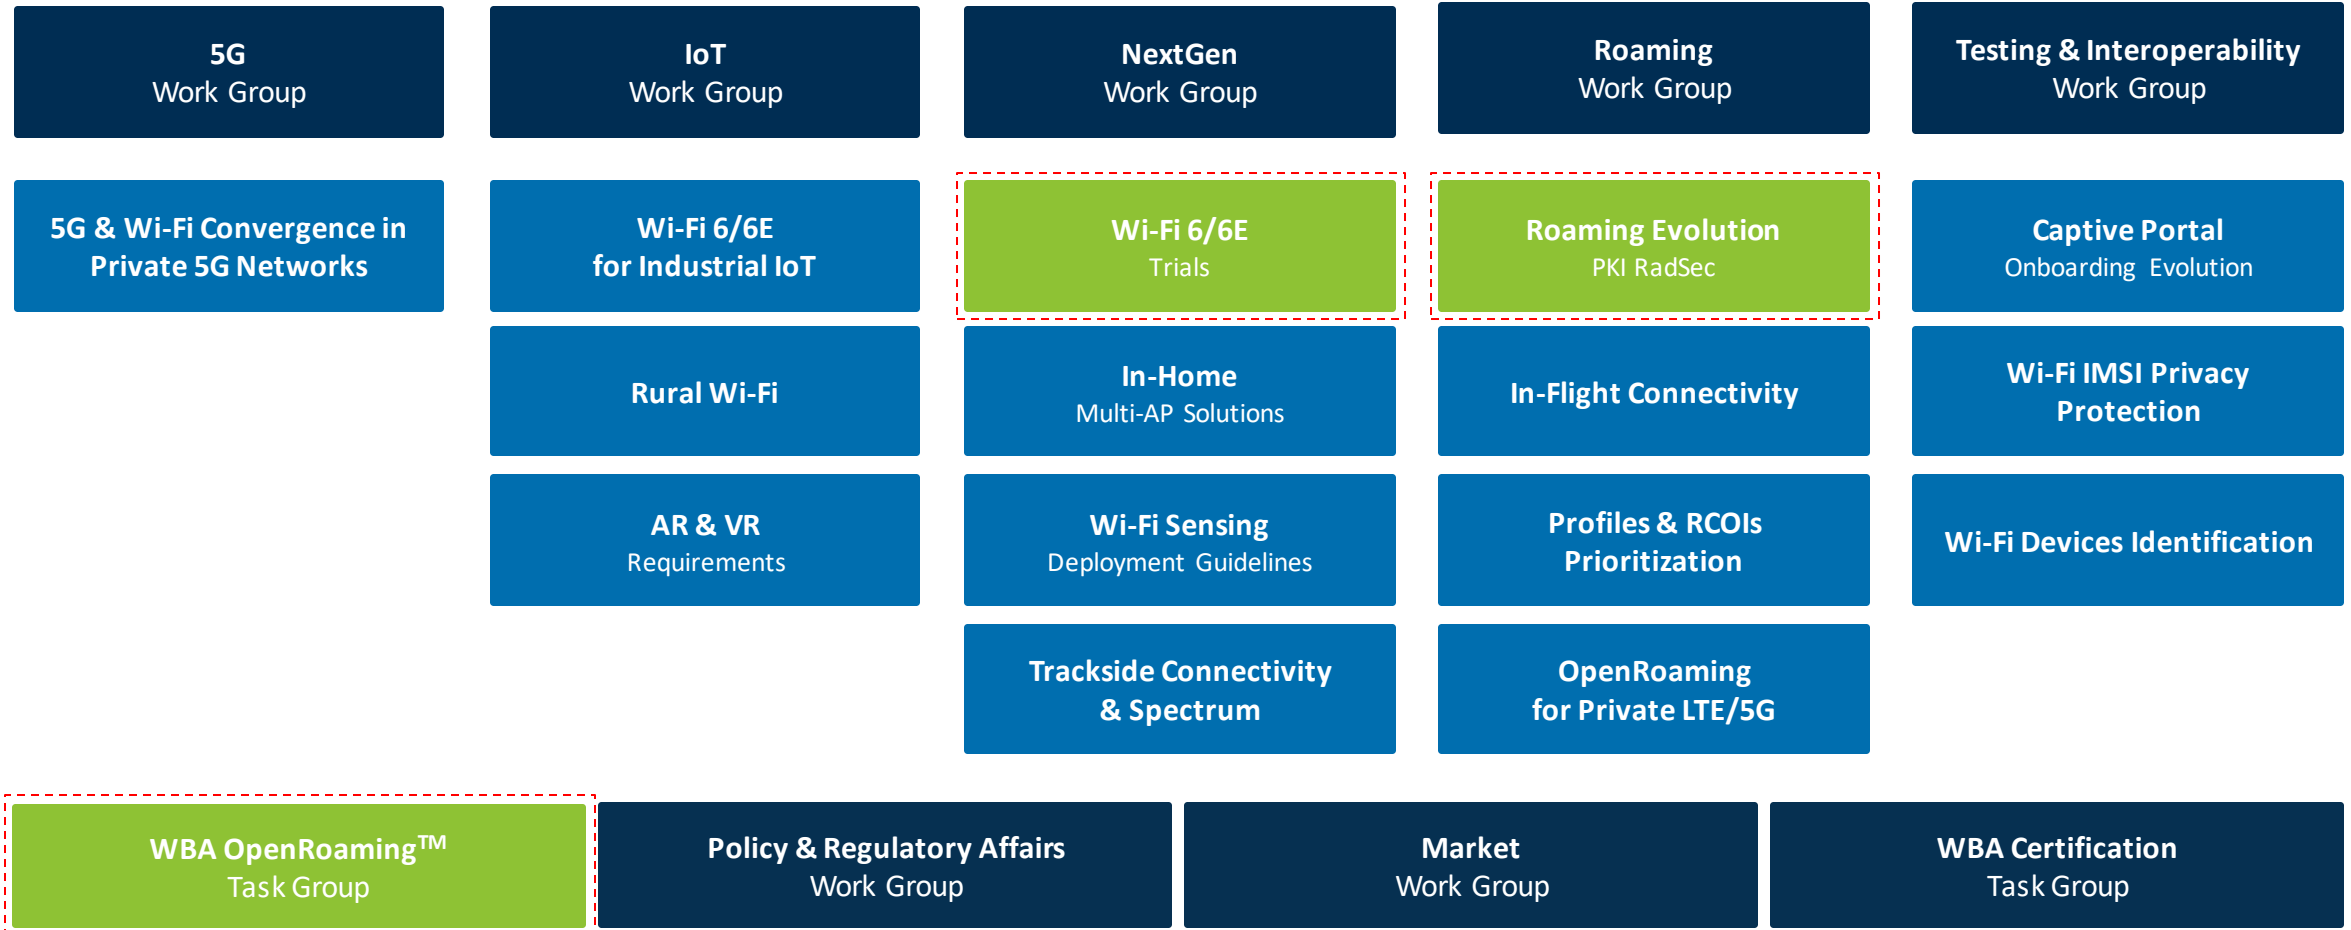 5G
Work Group
IoT
Work Group
NextGen
Work Group
Roaming
Work Group
Testing & Interoperability
Work Group
5G & Wi-Fi Convergence in
Private 5G Networks
Wi-Fi 6/6E
for Industrial IoT
Wi-Fi 6/6E
Trials
Roaming Evolution
PKI RadSec
Captive Portal
Onboarding Evolution
Rural Wi-Fi
In-Home
Multi-AP Solutions
In-Flight Connectivity
Wi-Fi IMSI Privacy
Protection
AR & VR
Requirements
Wi-Fi Sensing
Deployment Guidelines
Profiles & RCOIs
Prioritization
Wi-Fi Devices Identification
Trackside Connectivity
& Spectrum
OpenRoaming
for Private LTE/5G
WBA OpenRoaming™
Task Group
Policy & Regulatory Affairs
Work Group
Market
Work Group
WBA Certification
Task Group